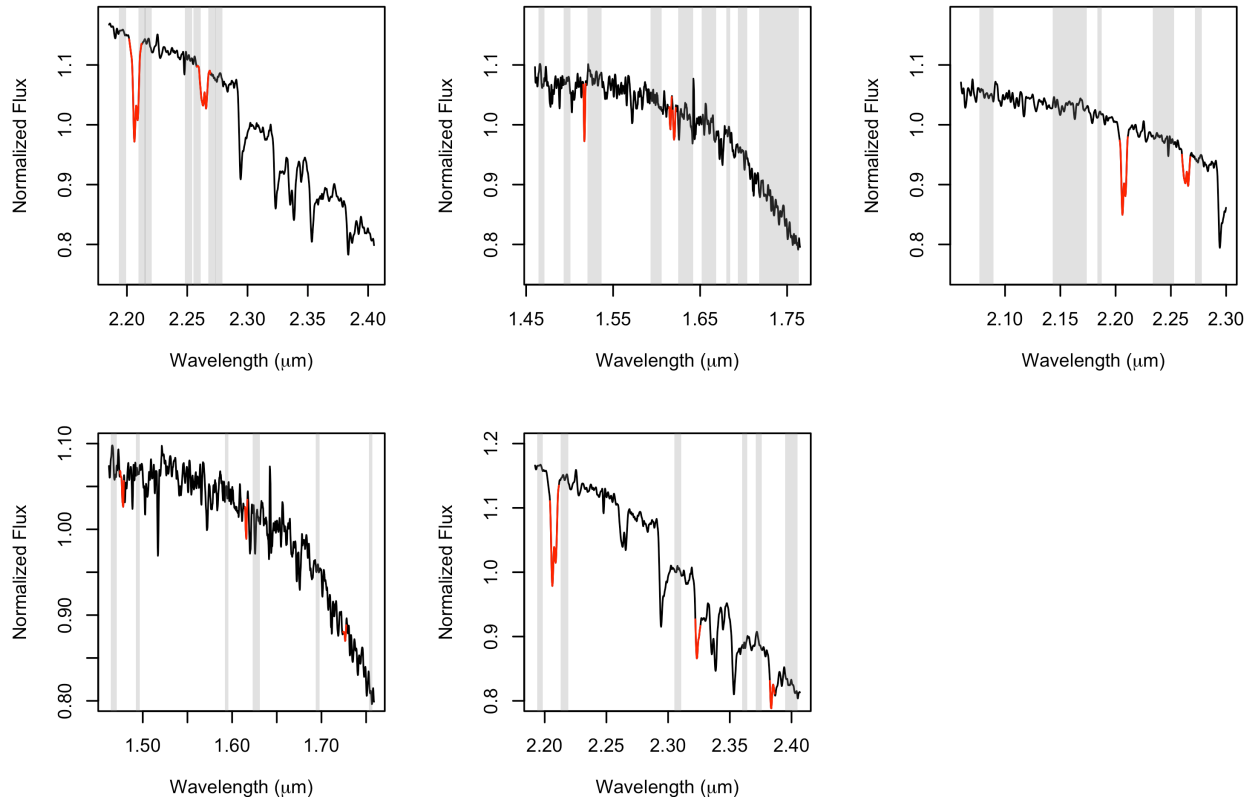 Normalized Flux
0.8 0.9 1.0 1.1
2.20 2.25 2.30 2.35 2.40
Wavelength (μm)
Normalized Flux
0.8 0.9 1.0 1.1
1.45 1.55 1.65 1.75
Wavelength (μm)
Normalized Flux
0.8 0.9 1.0 1.1
2.10 2.15 2.20 2.25 2.30
Wavelength (μm)
Normalized Flux
0.80 0.90 1.00 1.10
1.50 1.60 1.70
Wavelength (μm)
Normalized Flux
0.8 0.9 1.0 1.1 1.2
2.20 2.25 2.30 2.35 2.40
Wavelength (μm)